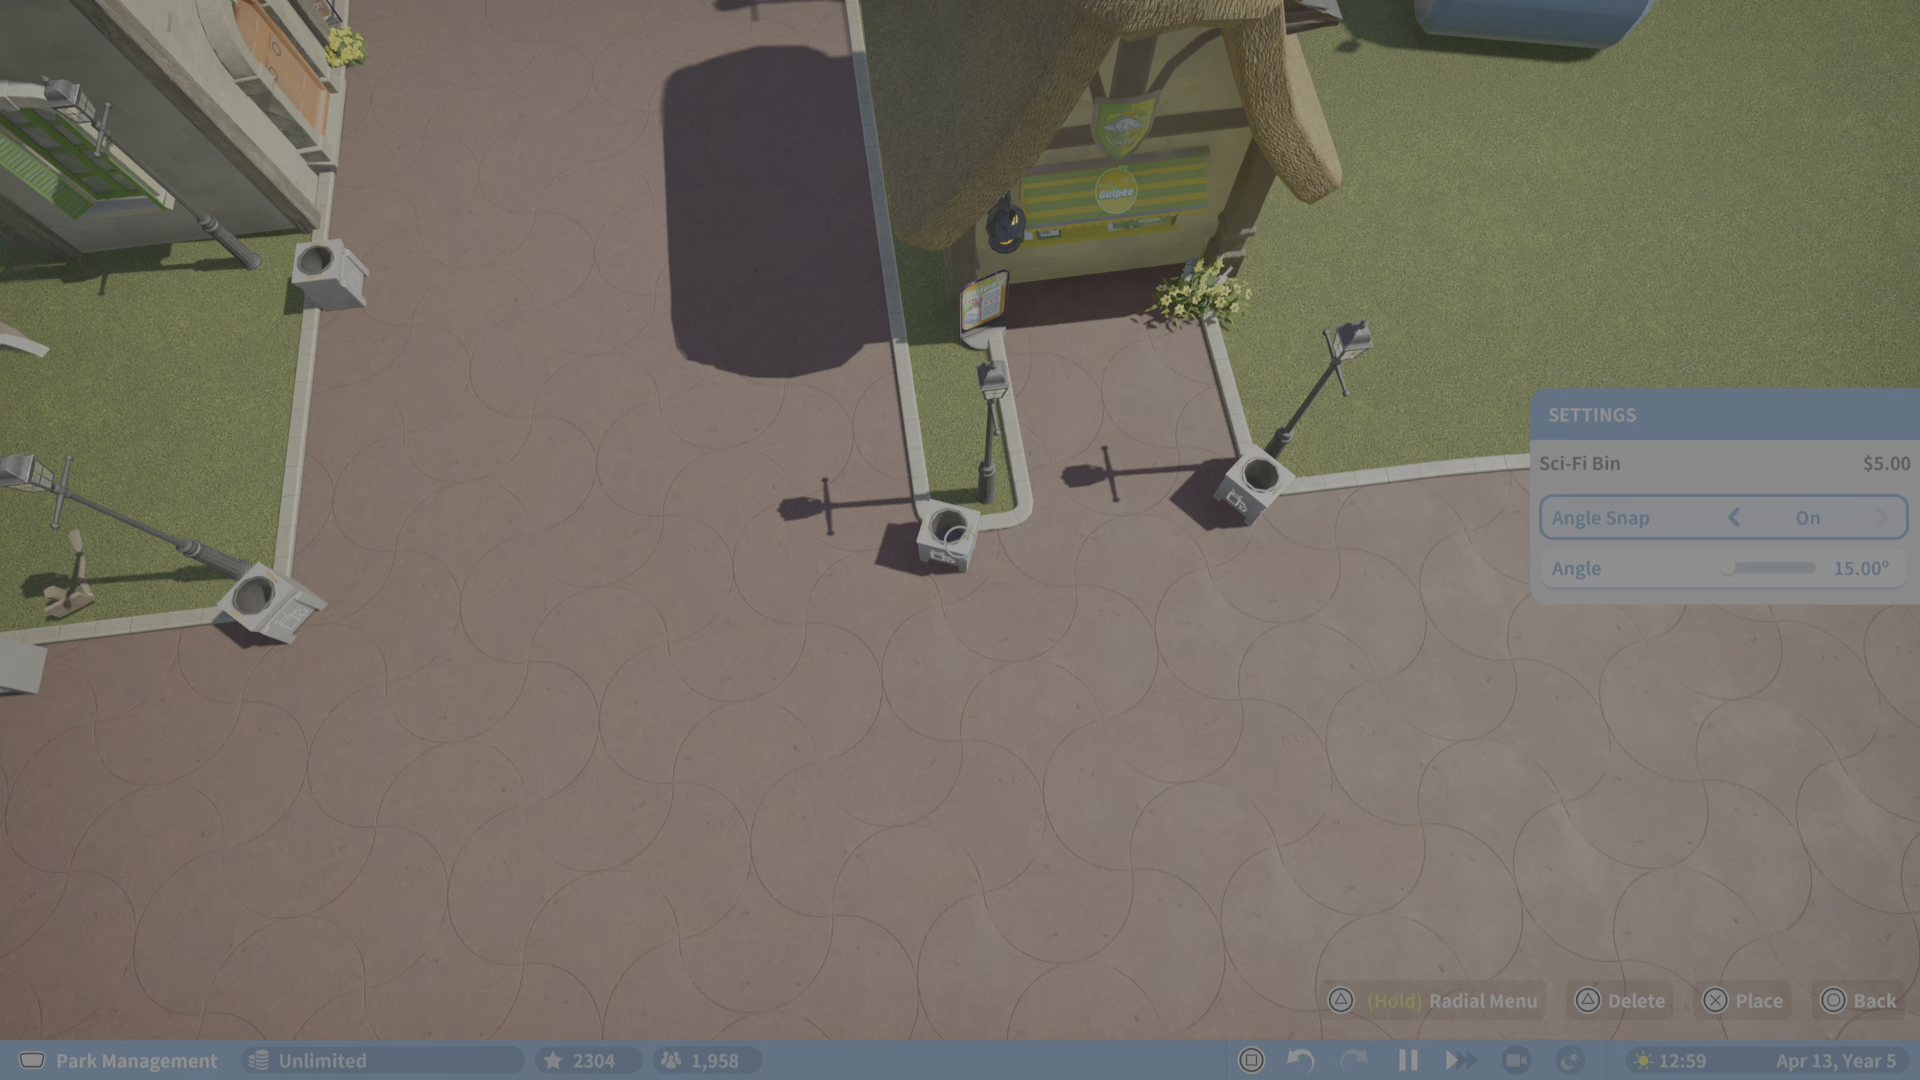 Gulpee
SETTINGS
Sci-Fi Bin $5.00
Angle Snap On
Angle 15.00°
(Hold) Radial Menu Delete Place Back
Park Management Unlimited 2304 1,958 12:59 Apr 13, Year 5